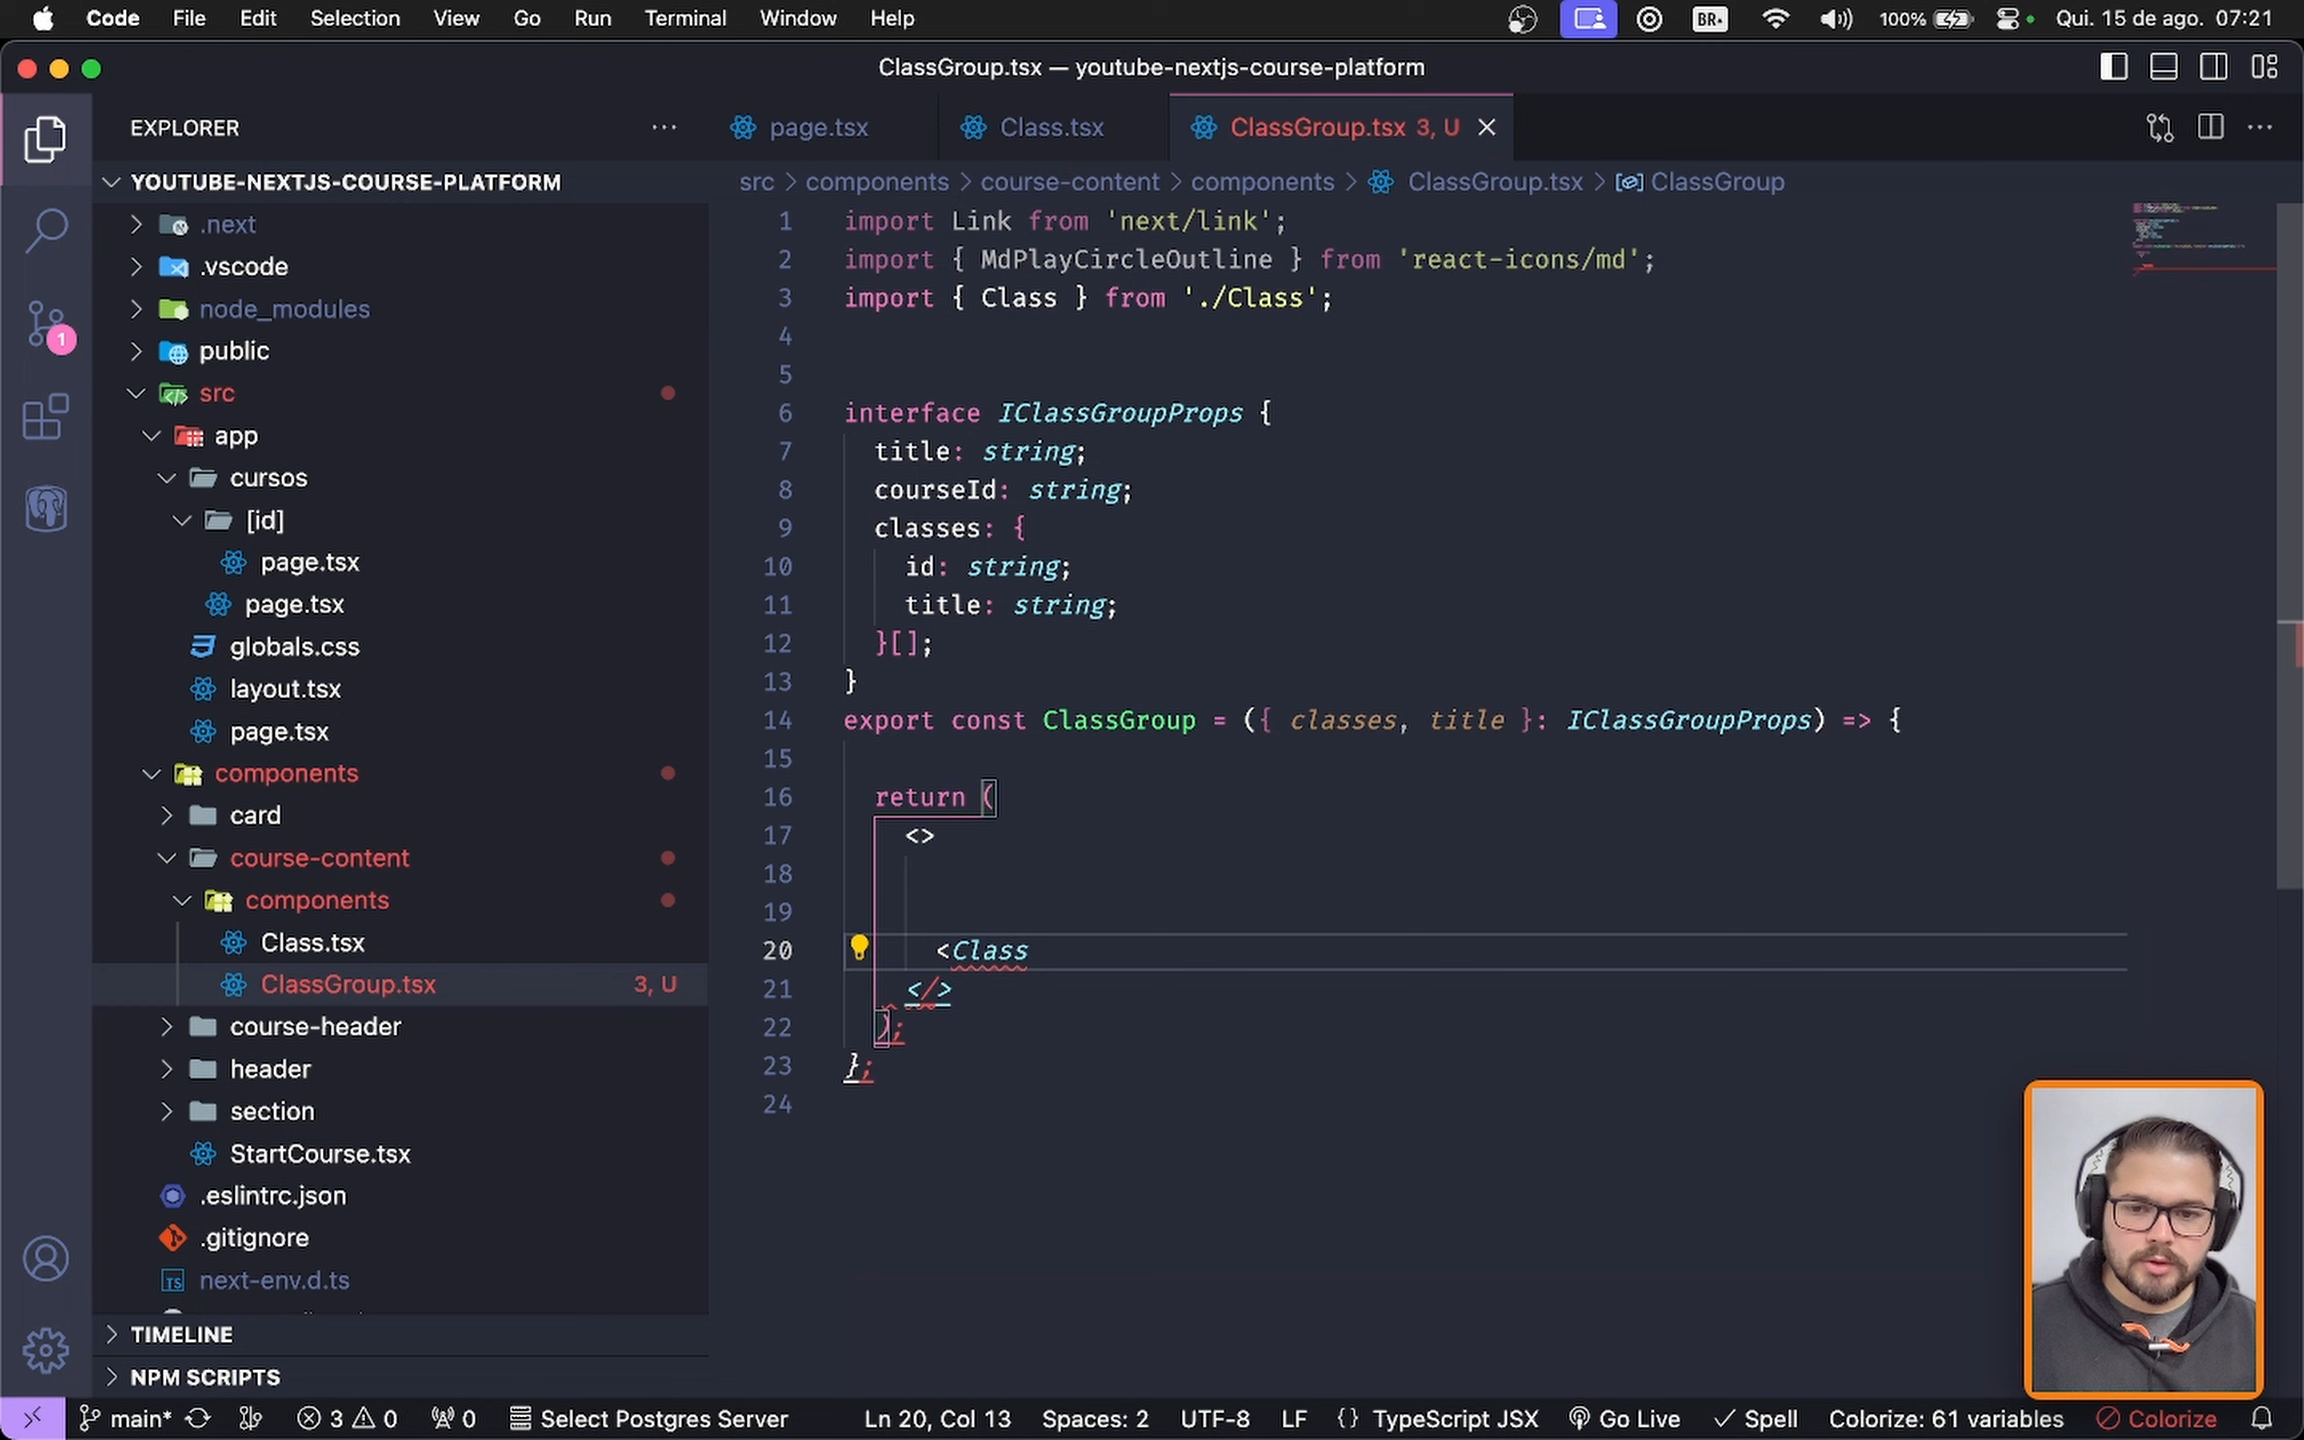 Code File Edit Selection View Go Run Terminal Window Help BR 100% Qui. 15 de ago. 07:21
ClassGroup.tsx — youtube-nextjs-course-platform
EXPLORER
page.tsx
Class.tsx
ClassGroup.tsx 3, U
YOUTUBE-NEXTJS-COURSE-PLATFORM
src > components > course-content > components > ClassGroup.tsx > ClassGroup
.next
.vscode
node_modules
public
src
app
cursos
[id]
page.tsx
page.tsx
globals.css
layout.tsx
page.tsx
components
card
course-content
components
Class.tsx
ClassGroup.tsx 3, U
course-header
header
section
StartCourse.tsx
.eslintrc.json
.gitignore
next-env.d.ts
TIMELINE
NPM SCRIPTS
1
1 import Link from 'next/link';
2 import { MdPlayCircleOutline } from 'react-icons/md';
3 import { Class } from './Class';
4
5
6 interface IClassGroupProps {
7 title: string;
8 courseId: string;
9 classes: {
10 id: string;
11 title: string;
12 }[];
13 }
14 export const ClassGroup = ({ classes, title }: IClassGroupProps) => {
15
16 return (
17 <>
18
19
20 <Class
21 </>
22 );
23 };
24
main* 3 0 0 Select Postgres Server Ln 20, Col 13 Spaces: 2 UTF-8 LF {} TypeScript JSX Go Live Spell Colorize: 61 variables Colorize